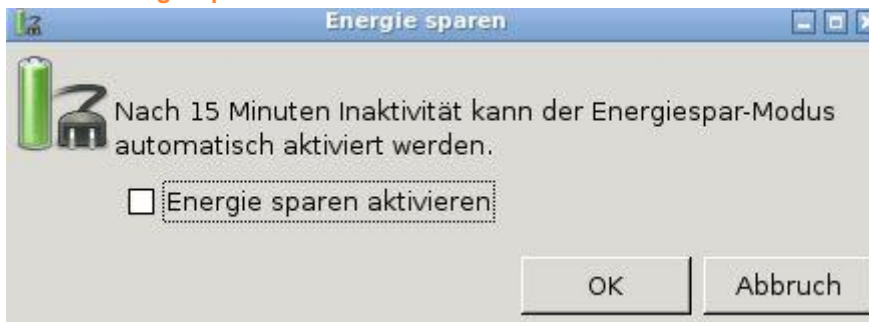 Energie sparen
Nach 15 Minuten Inaktivität kann der Energiespar-Modus
automatisch aktiviert werden.
Energie sparen aktivieren
OK
Abbruch